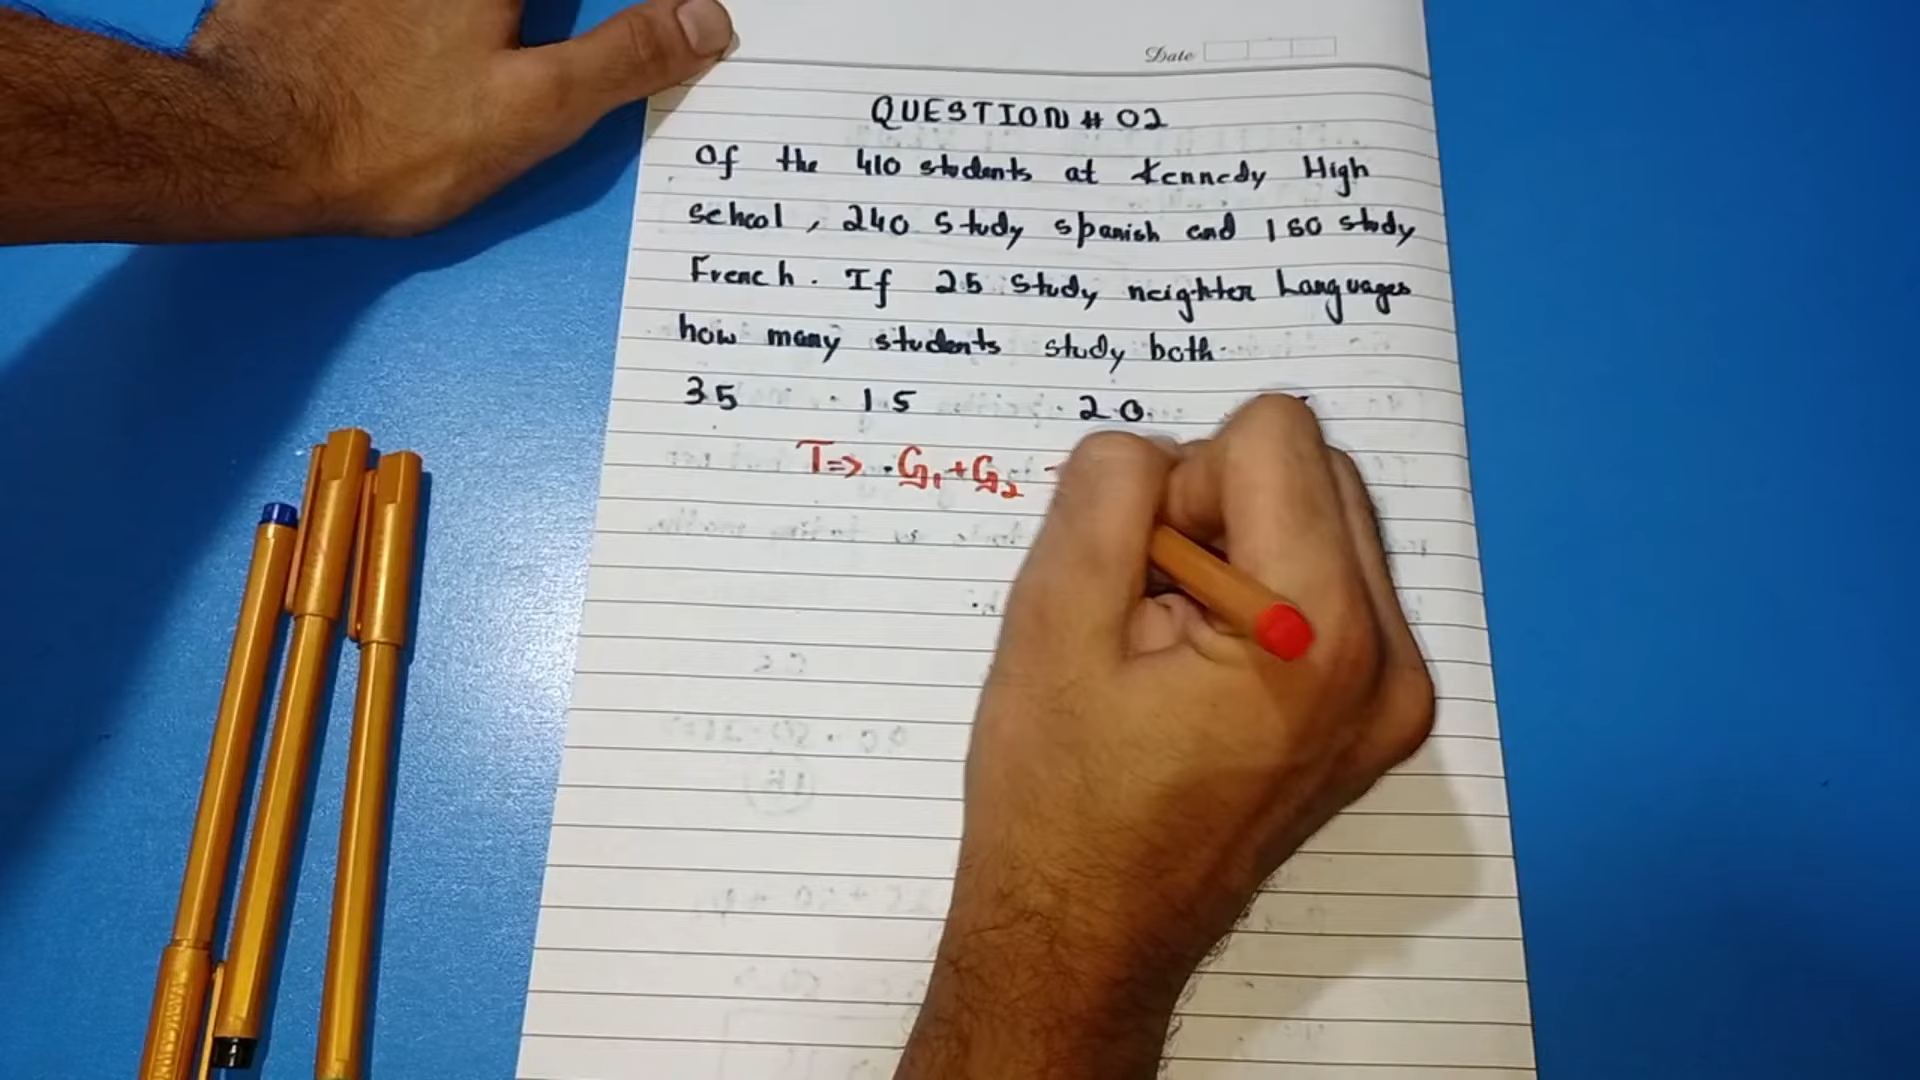 Date
QUESTION # 02
Of the 410 students at Kennedy High
school, 240 study spanish and 180 study
French. If 25 study neighter Languages
how many students study both.
35 15 20
T=> G1+G2